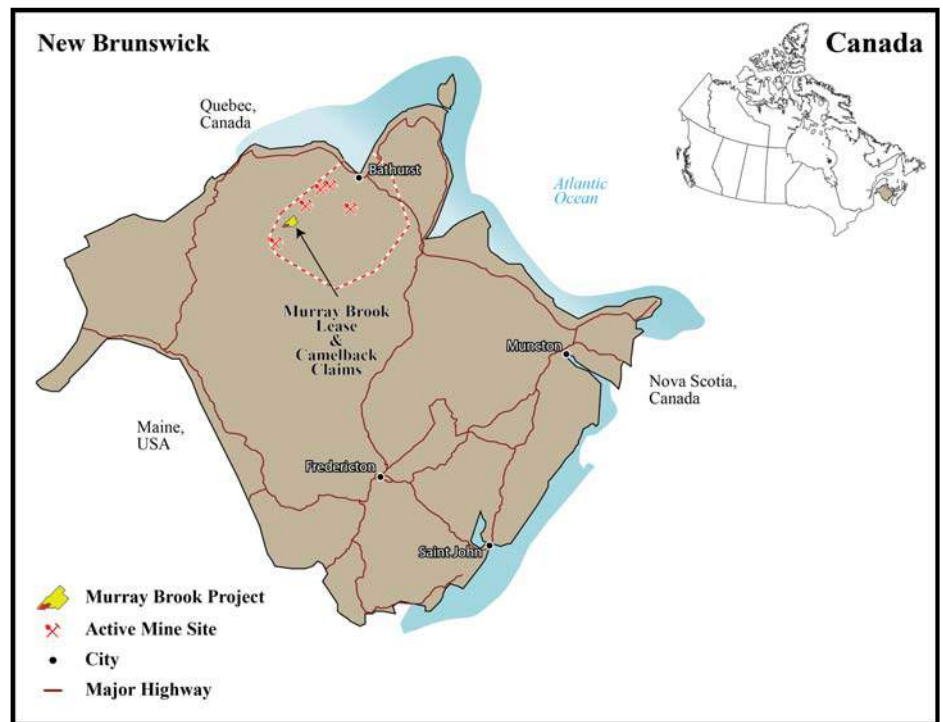 New Brunswick
Canada
Quebec,
Canada
Bathurst
Atlantic
Ocean
Murray Brook
Lease
&
Camelback
Claims
Muncton
Nova Scotia,
Canada
Maine,
USA
Fredericton
Saint John
Murray Brook Project
Active Mine Site
City
Major Highway